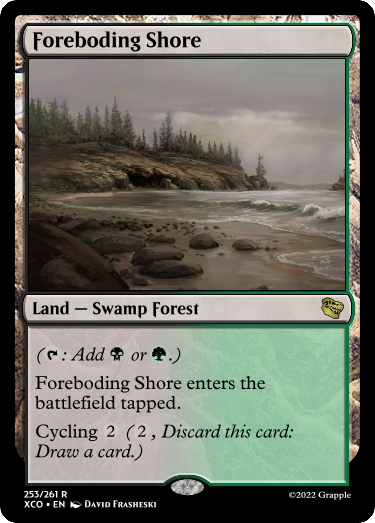 Foreboding Shore
Land — Swamp Forest
(: Add or .)
Foreboding Shore enters the
battlefield tapped.
Cycling 2 (2, Discard this card:
Draw a card.)
253/261 R
XCO • EN DAVID FRASHESKI
©2022 Grapple